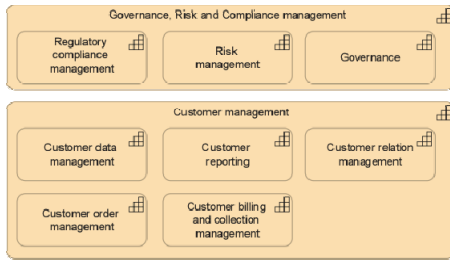 Governance, Risk and Compliance management
Regulatory
compliance
management
Risk
management
Governance
Customer management
Customer data
management
Customer
reporting
Customer relation
management
Customer order
management
Customer billing
and collection
management